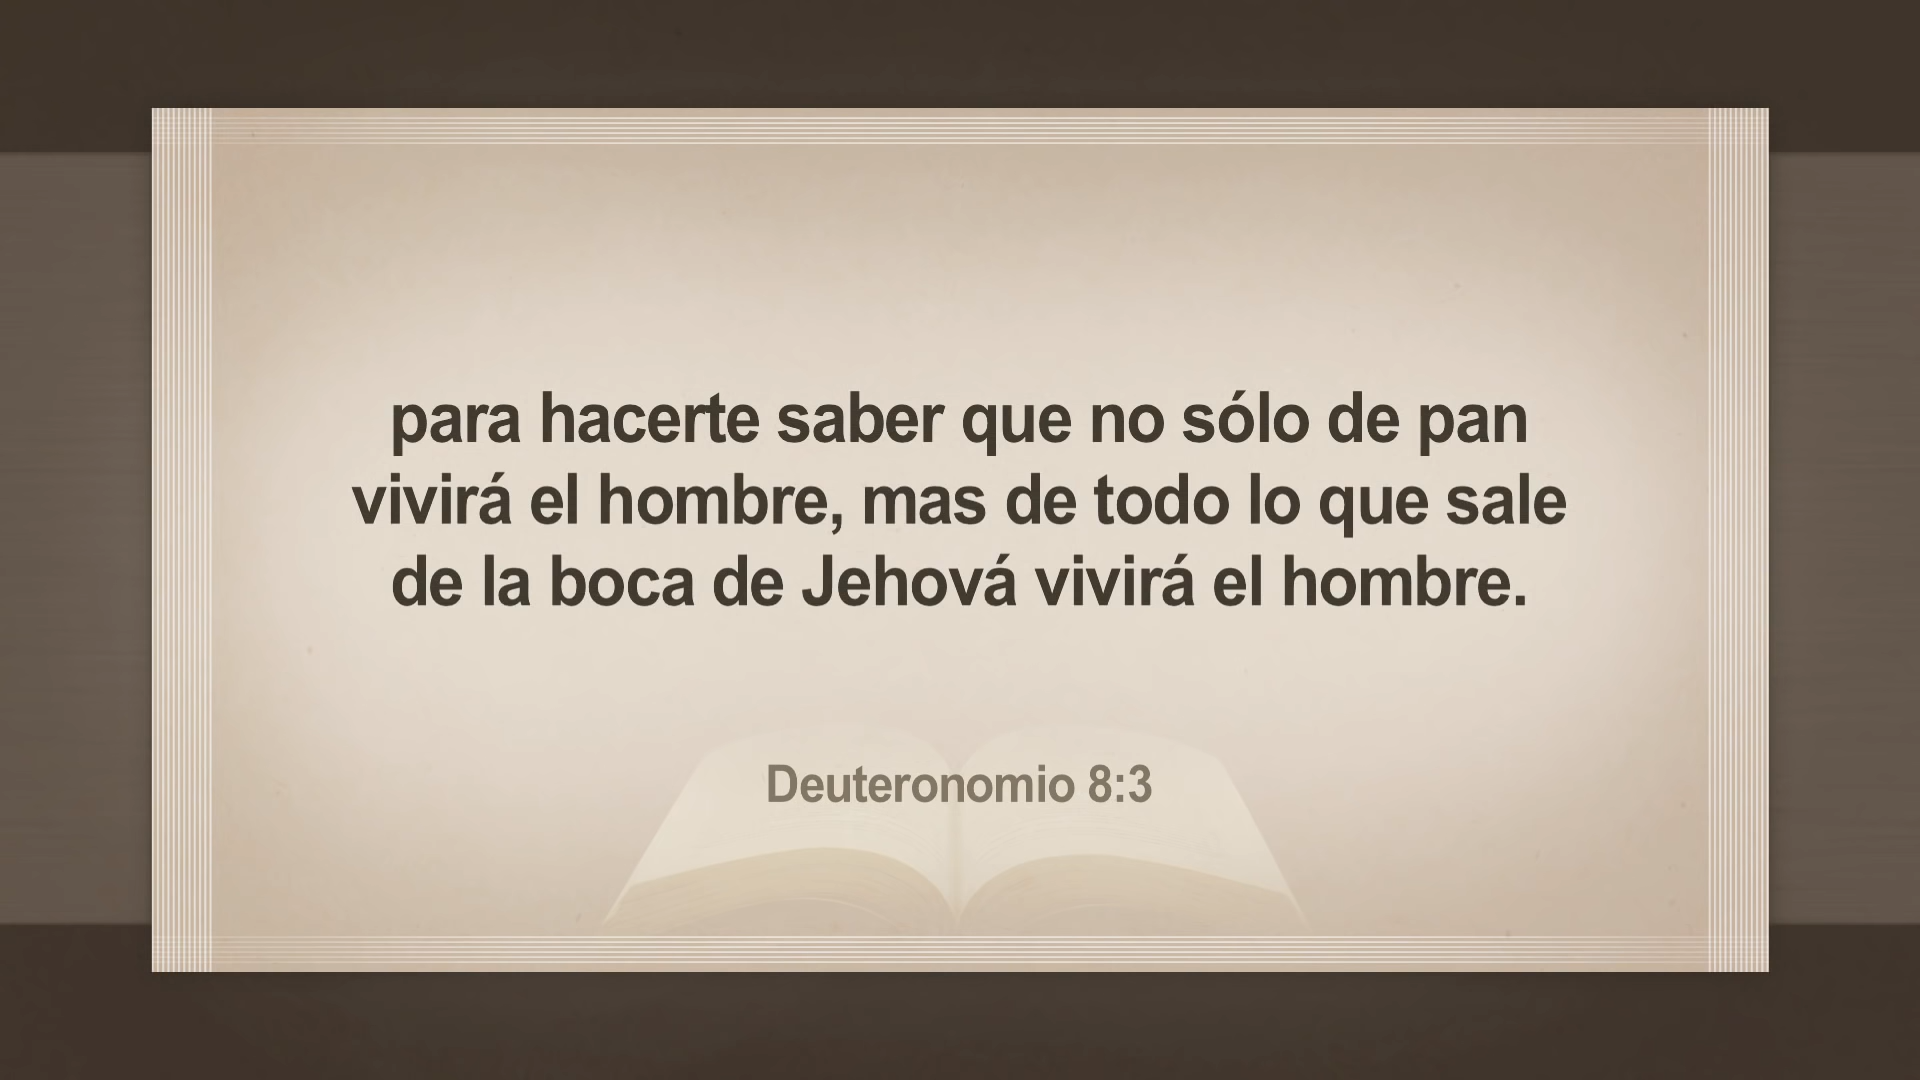 para hacerte saber que no sólo de pan
vivirá el hombre, mas de todo lo que sale
de la boca de Jehová vivirá el hombre.
Deuteronomio 8:3